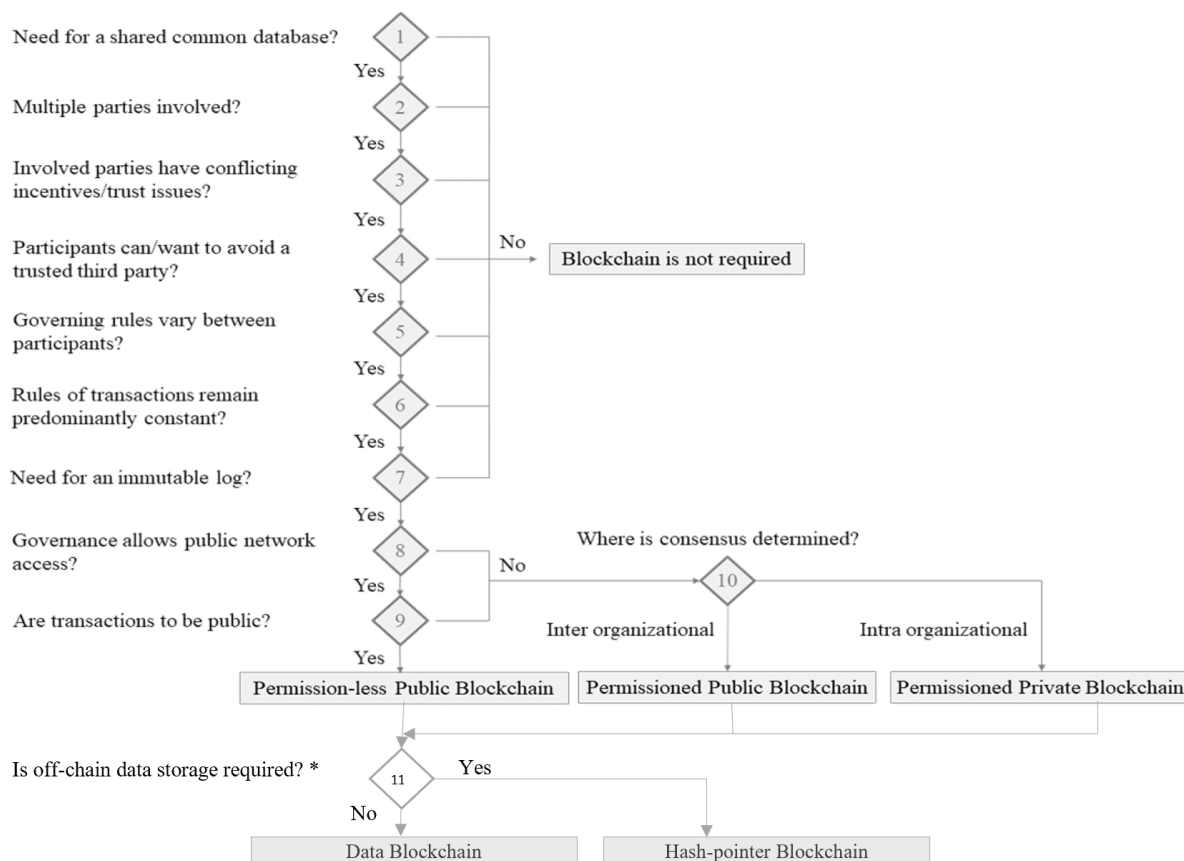 Need for a shared common database?
1
Yes
Multiple parties involved?
2
Yes
Involved parties have conflicting
incentives/trust issues?
3
Yes
Participants can/want to avoid a
trusted third party?
4
No
Blockchain is not required
Yes
Governing rules vary between
participants?
5
Yes
Rules of transactions remain
predominantly constant?
6
Yes
Need for an immutable log?
7
Yes
Governance allows public network
access?
8
Where is consensus determined?
No
10
Yes
Are transactions to be public?
9
Inter organizational
Intra organizational
Yes
Permission-less Public Blockchain
Permissioned Public Blockchain
Permissioned Private Blockchain
Is off-chain data storage required? *
11
Yes
No
Data Blockchain
Hash-pointer Blockchain